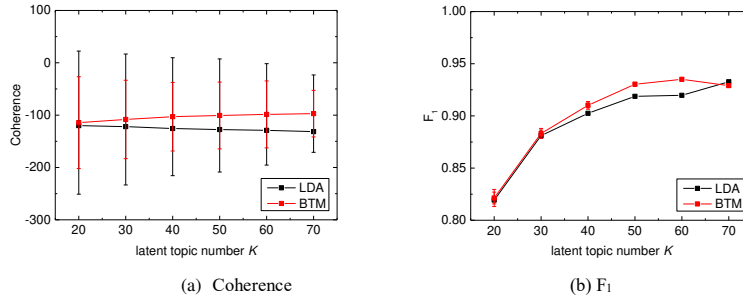 100
0
-100
-200
-300
Coherence
LDA
BTM
20 30 40 50 60 70
latent topic number K
(a) Coherence
1.00
0.95
0.90
0.85
0.80
F1
LDA
BTM
20 30 40 50 60 70
latent topic number K
(b) F1